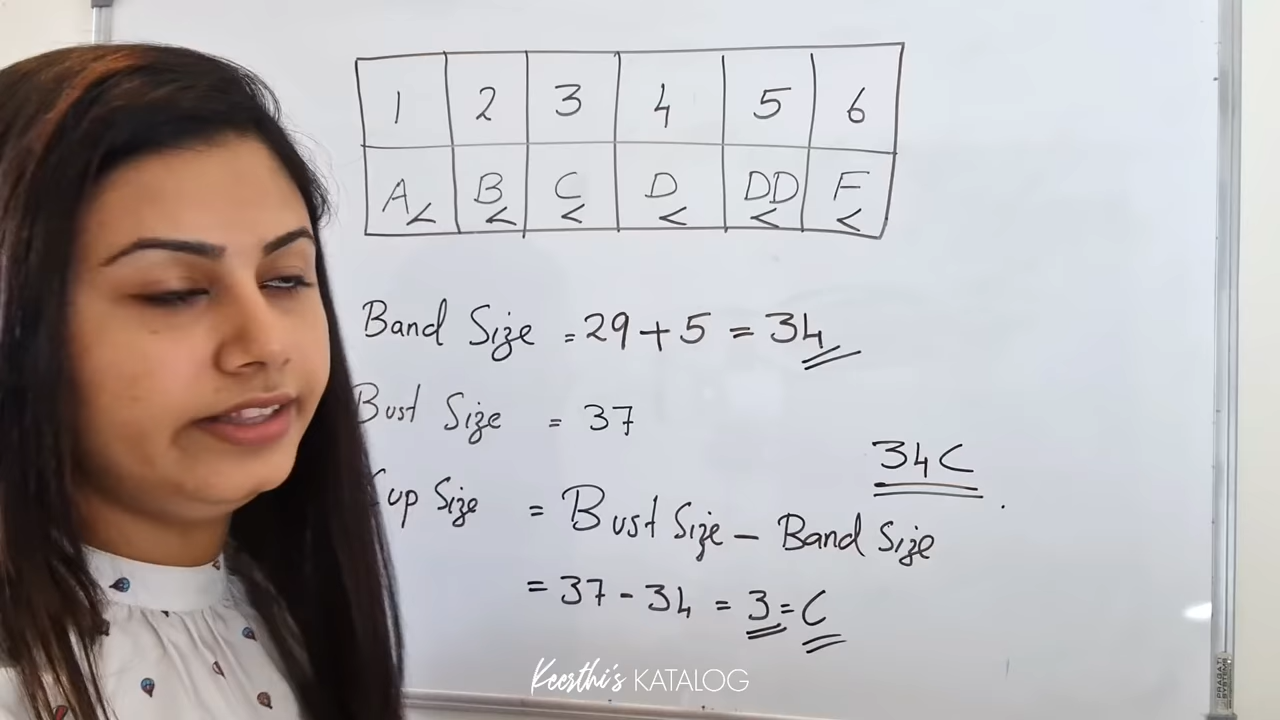 1 2 3 4 5 6
A< B< C< D< DD< F<
Band Size = 29 + 5 = 34
Bust Size = 37
34C
Cup Size = Bust Size - Band Size
= 37 - 34 = 3 = C
Keerthi's KATALOG